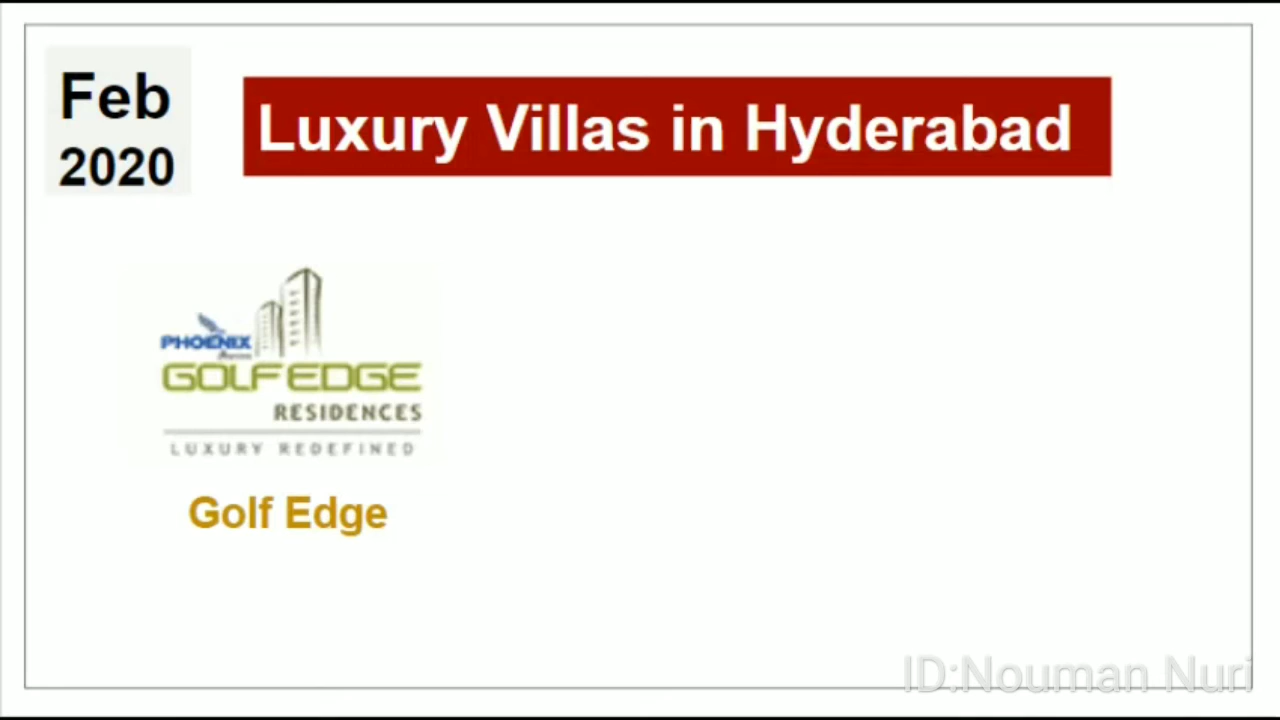 Feb
2020
Luxury Villas in Hyderabad
PHOENIX
GOLF EDGE
RESIDENCES
LUXURY REDEFINED
Golf Edge
ID:Nouman Nuri